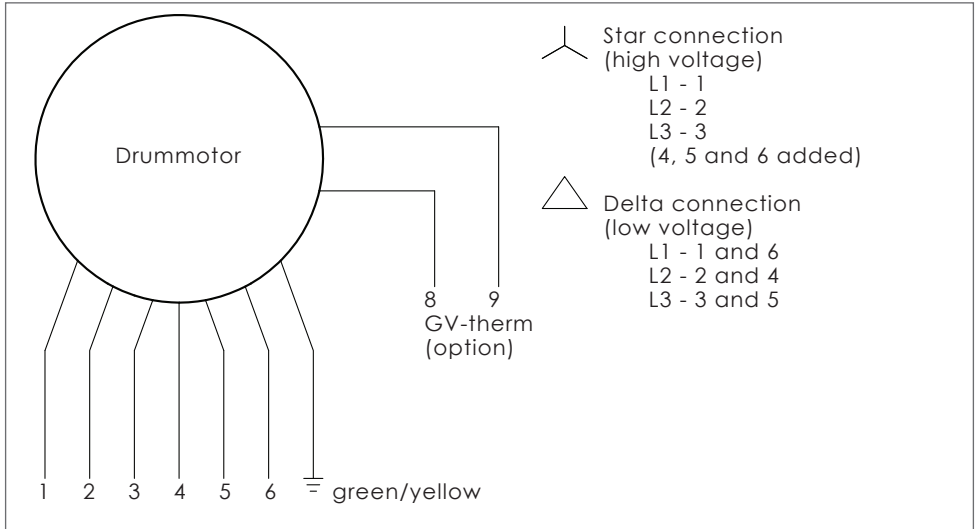 Drummotor
1 2 3 4 5 6 green/yellow
8 9
GV-therm
(option)
Star connection
(high voltage)
L1 - 1
L2 - 2
L3 - 3
(4, 5 and 6 added)
Delta connection
(low voltage)
L1 - 1 and 6
L2 - 2 and 4
L3 - 3 and 5